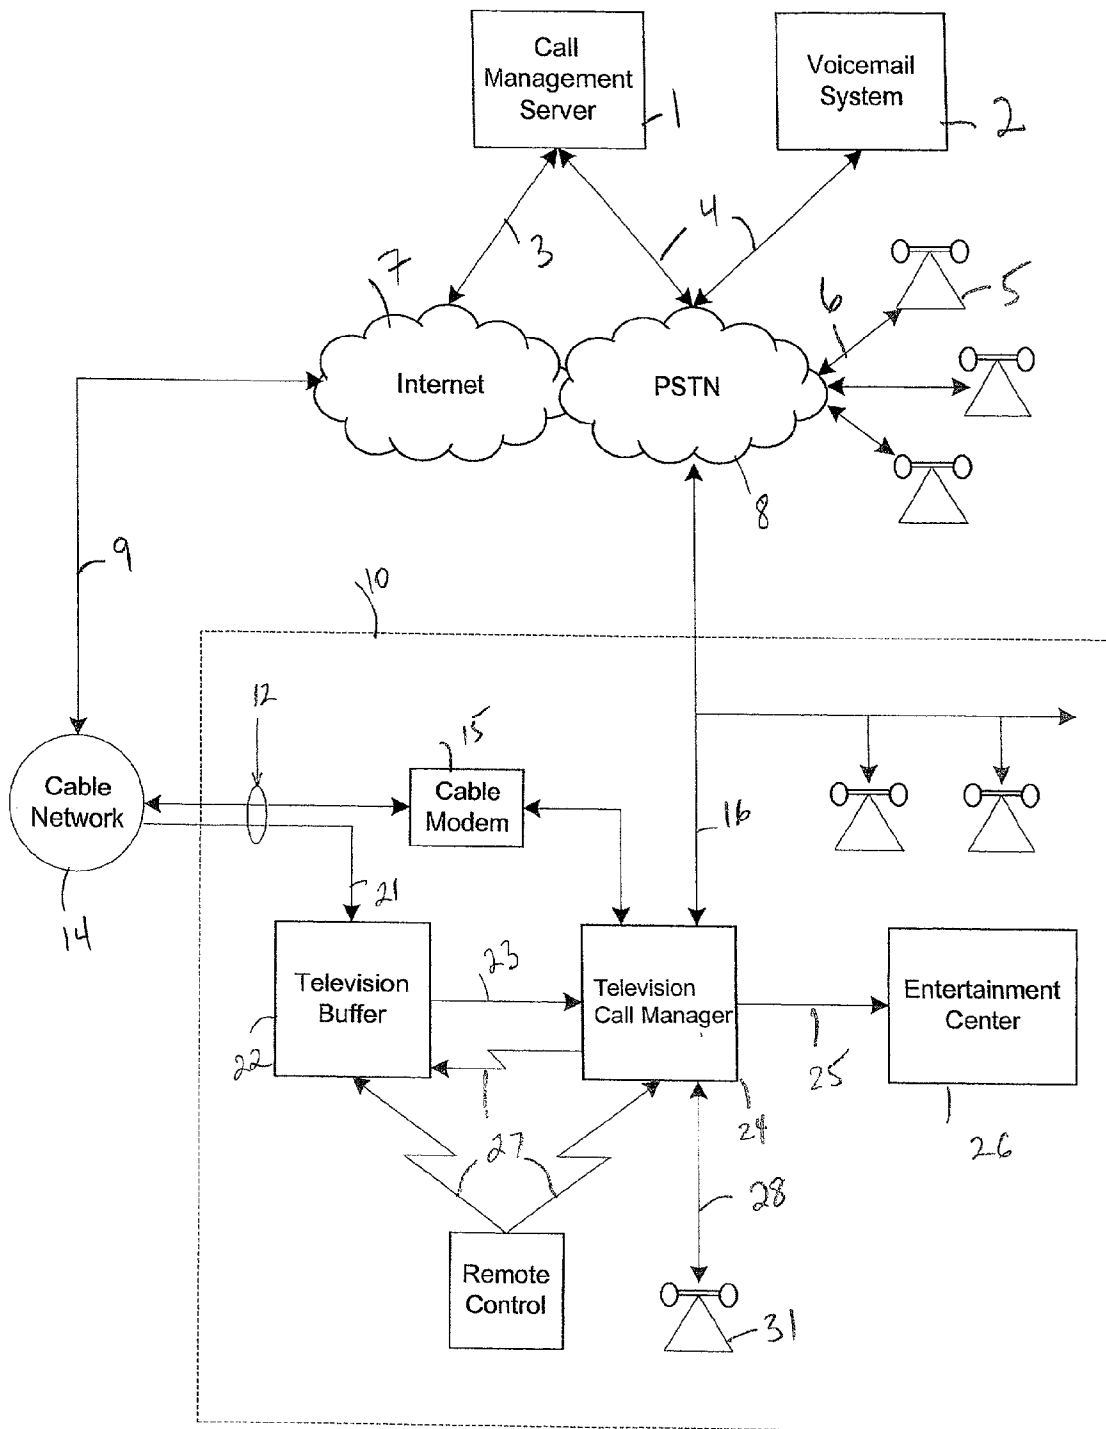 Call
Management
Server
1
Voicemail
System
2
3
4
7
6
5
Internet
PSTN
8
9
10
12
15
Cable
Network
Cable
Modem
16
14
21
Television
Buffer
22
23
Television
Call Manager
24
25
Entertainment
Center
26
27
28
Remote
Control
31